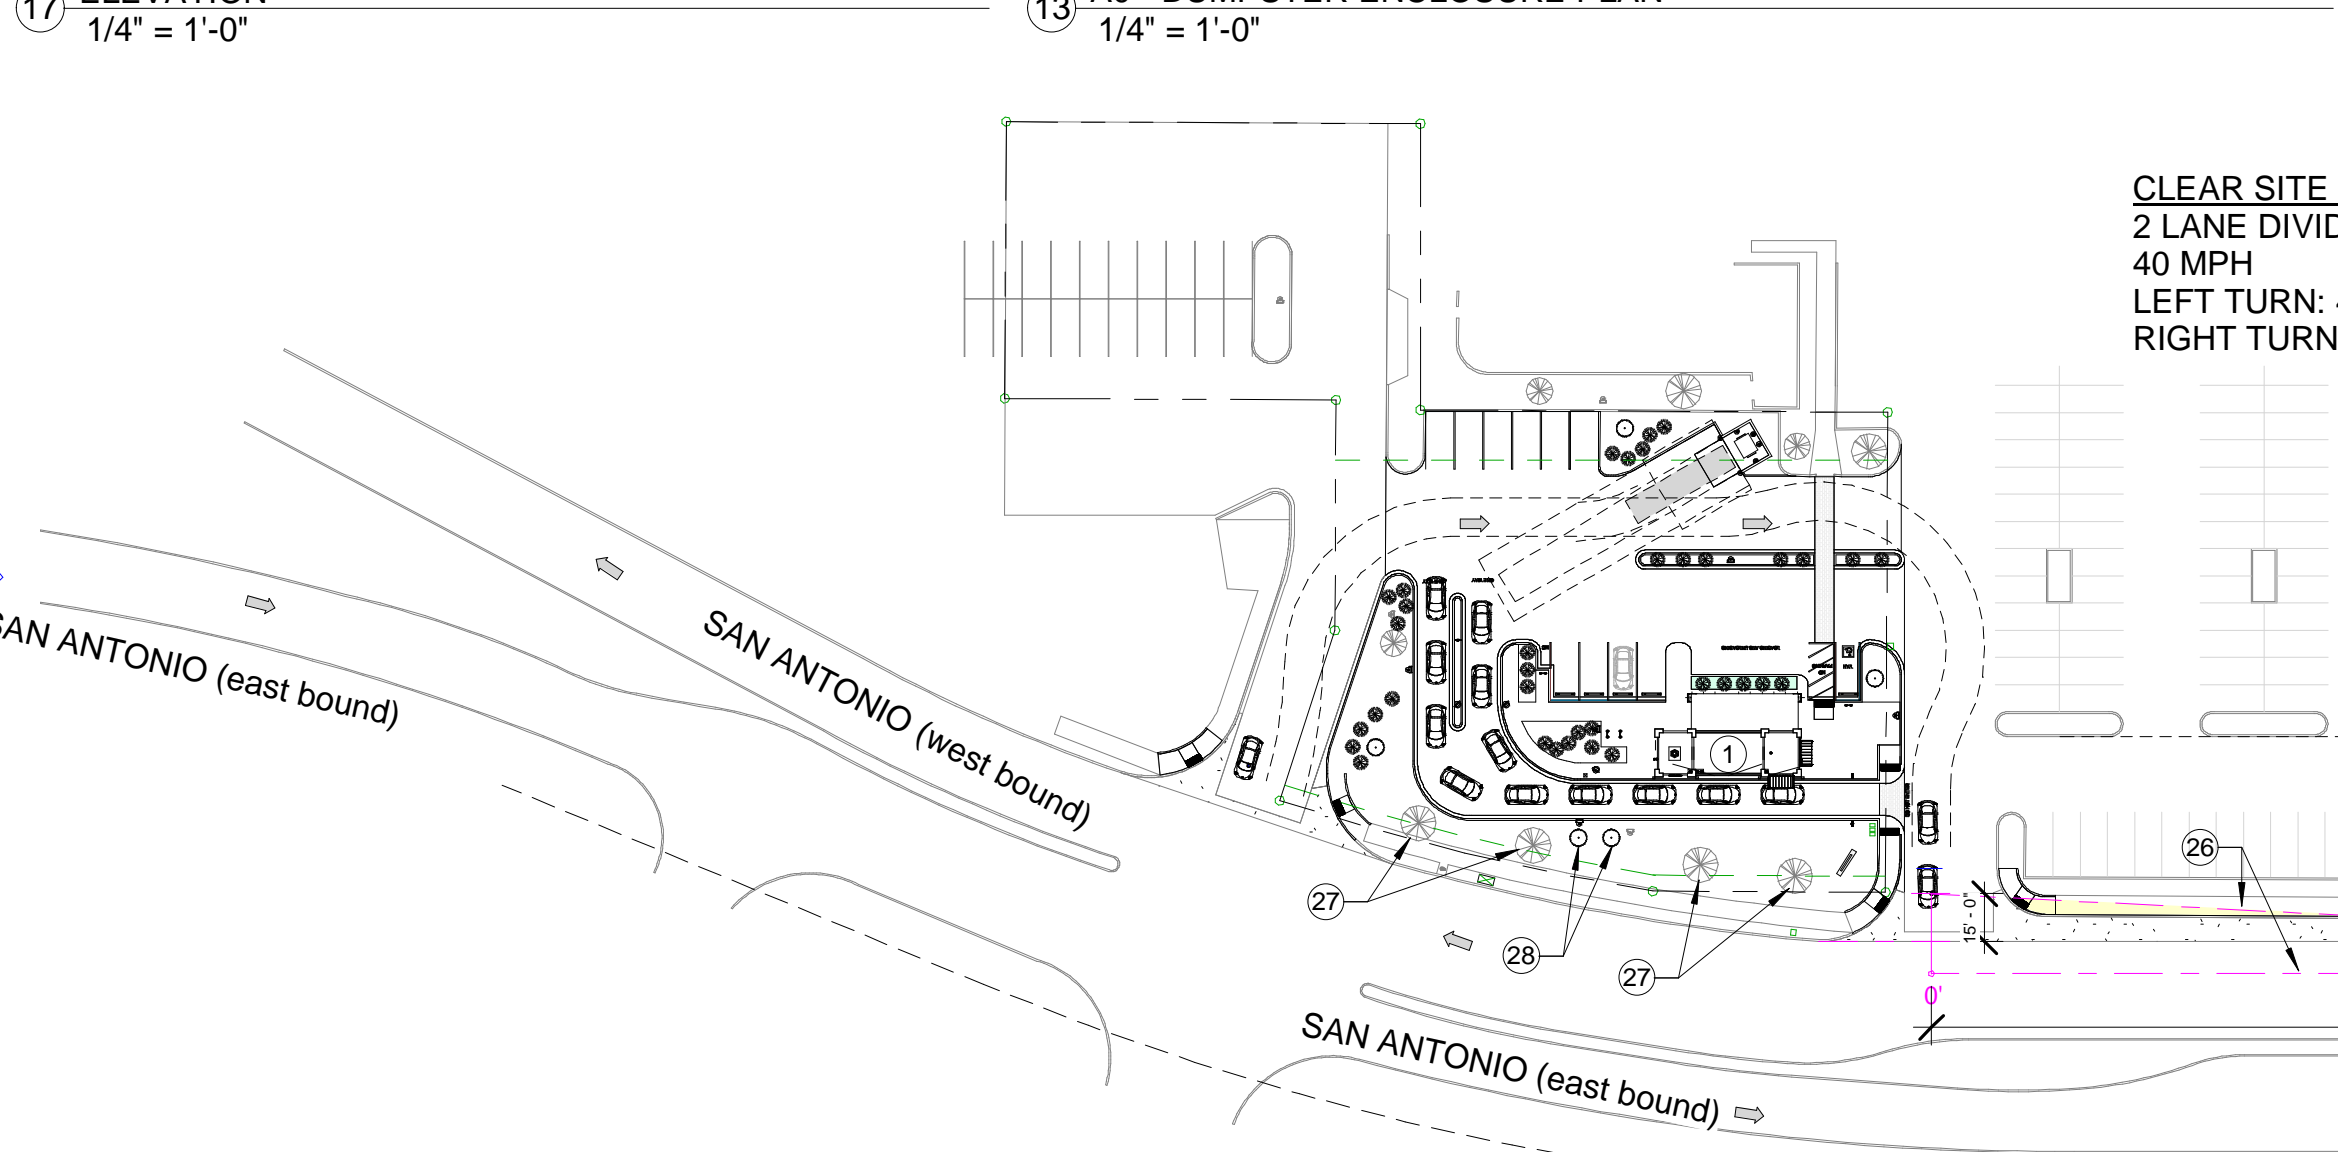 17
1/4" = 1'-0"
13
1/4" = 1'-0"
CLEAR SITE
2 LANE DIVID
40 MPH
LEFT TURN: 4
RIGHT TURN
SAN ANTONIO (east bound)
SAN ANTONIO (west bound)
1
26
27
28
27
15' - 0"
0'
SAN ANTONIO (east bound)